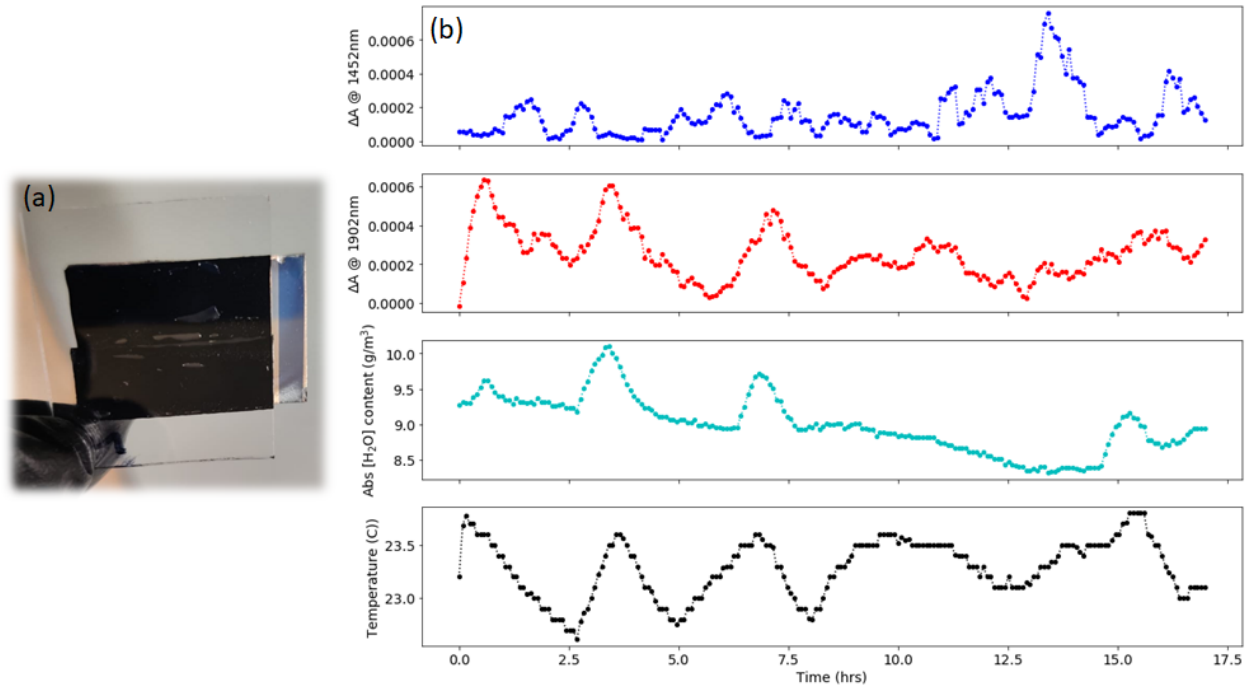 (a)
(b)
ΔA @ 1452nm
0.0006
0.0004
0.0002
0.0000
ΔA @ 1902nm
0.0006
0.0004
0.0002
0.0000
Abs [H₂O] content (g/m³)
10.0
9.5
9.0
8.5
Temperature (C))
23.5
23.0
0.0 2.5 5.0 7.5 10.0 12.5 15.0 17.5
Time (hrs)